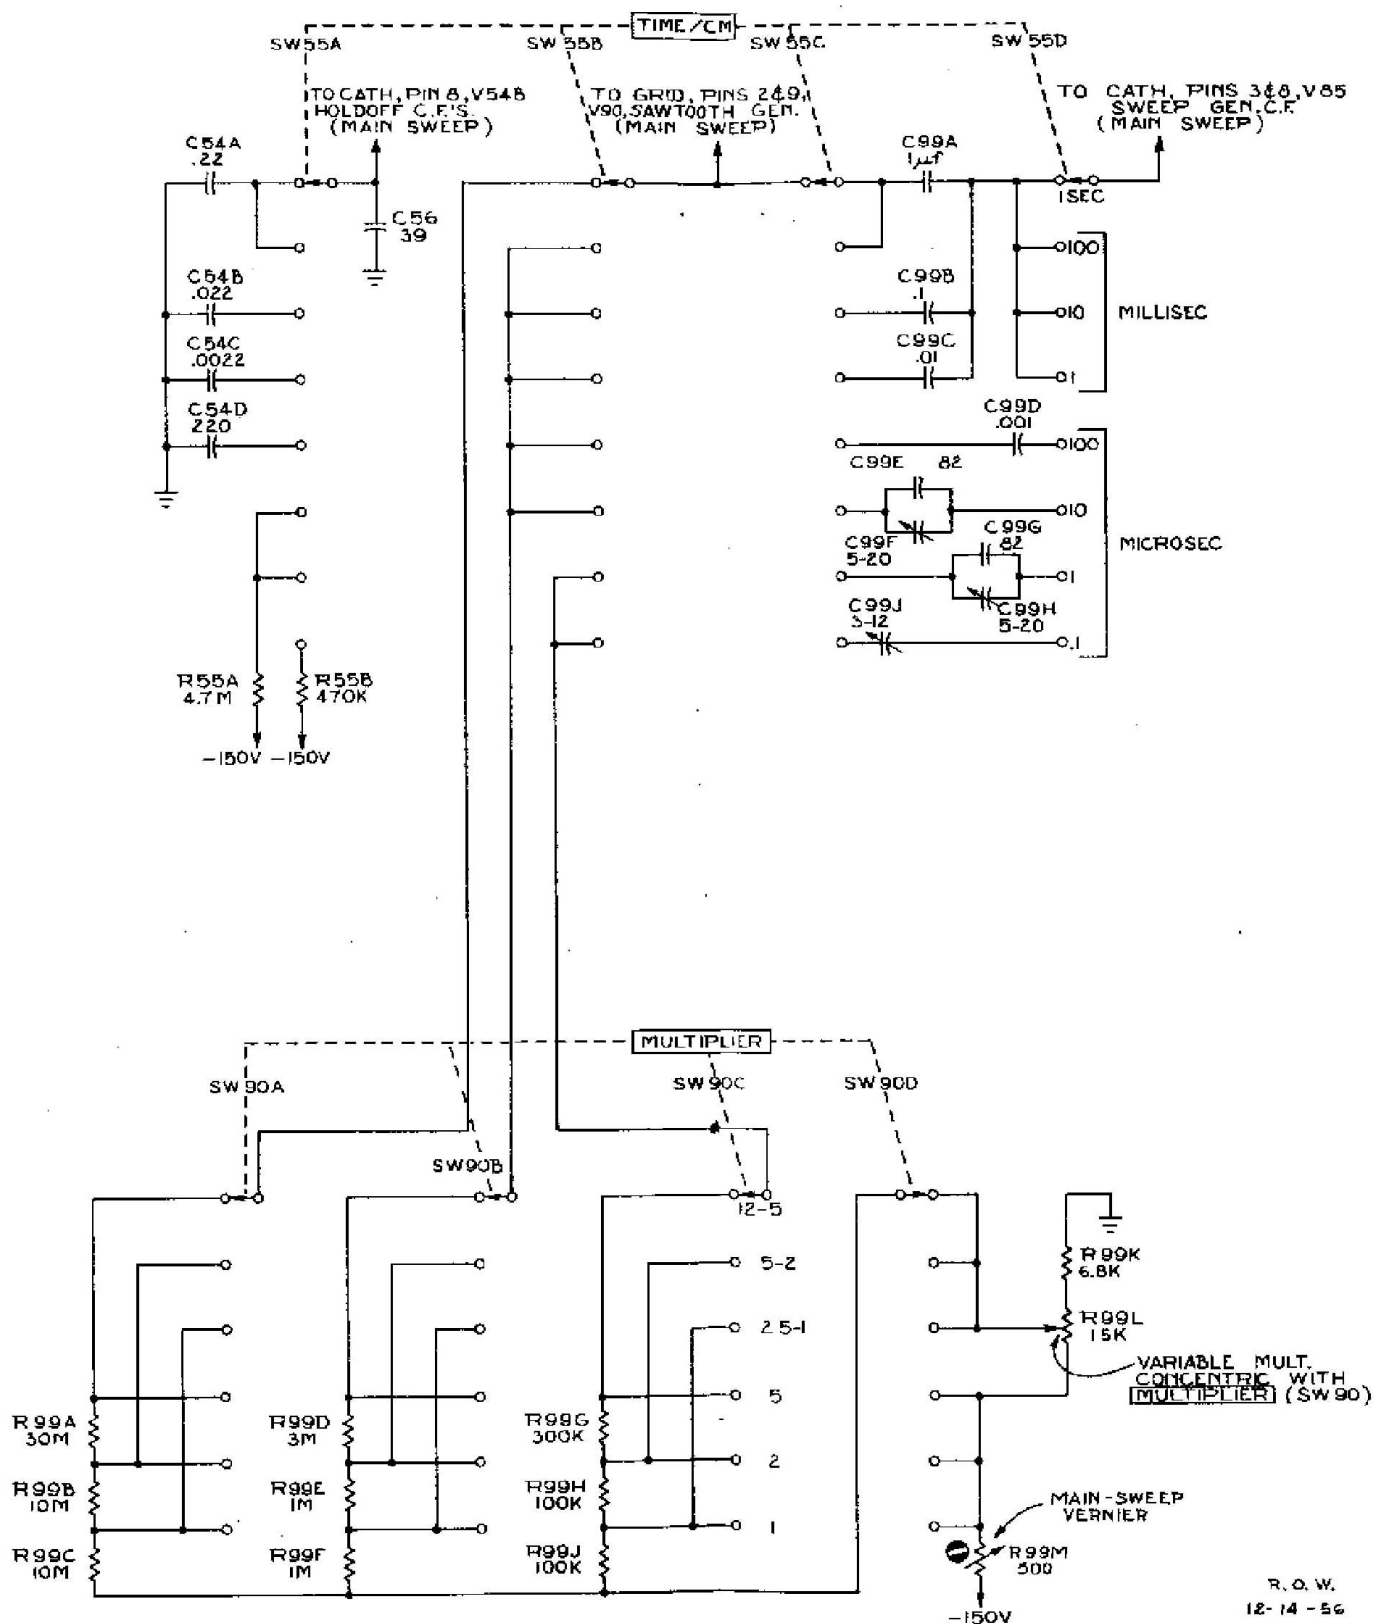 TIME/CM
SW55A
SW55B
SW55C
SW55D
TO CATH, PIN 8, V54B
HOLDOFF C.F.'S.
(MAIN SWEEP)
TO GRID, PINS 2&9,
V90, SAWTOOTH GEN.
(MAIN SWEEP)
TO CATH, PINS 3&8, V85
SWEEP GEN, C.F.
(MAIN SWEEP)
C54A
.22
C99A
1µf
1SEC
C56
39
100
C54B
.022
C99B
.1
10
MILLISEC
C54C
.0022
C99C
.01
1
C54D
220
C99D
.001
100
C99E 82
10
C99F
5-20
C99G
82
MICROSEC
1
C99J
3-12
C99H
5-20
.1
R55A
4.7M
R55B
470K
-150V -150V
MULTIPLIER
SW90A
SW90C
SW90D
SW90B
12-5
5-2
R99K
6.8K
2.5-1
R99L
15K
VARIABLE MULT.
CONCENTRIC WITH
MULTIPLIER (SW90)
5
R99A
30M
R99D
3M
R99G
300K
2
R99B
10M
R99E
1M
R99H
100K
MAIN-SWEEP
VERNIER
1
R99C
10M
R99F
1M
R99J
100K
R99M
500
-150V
R.O.W.
12-14-56